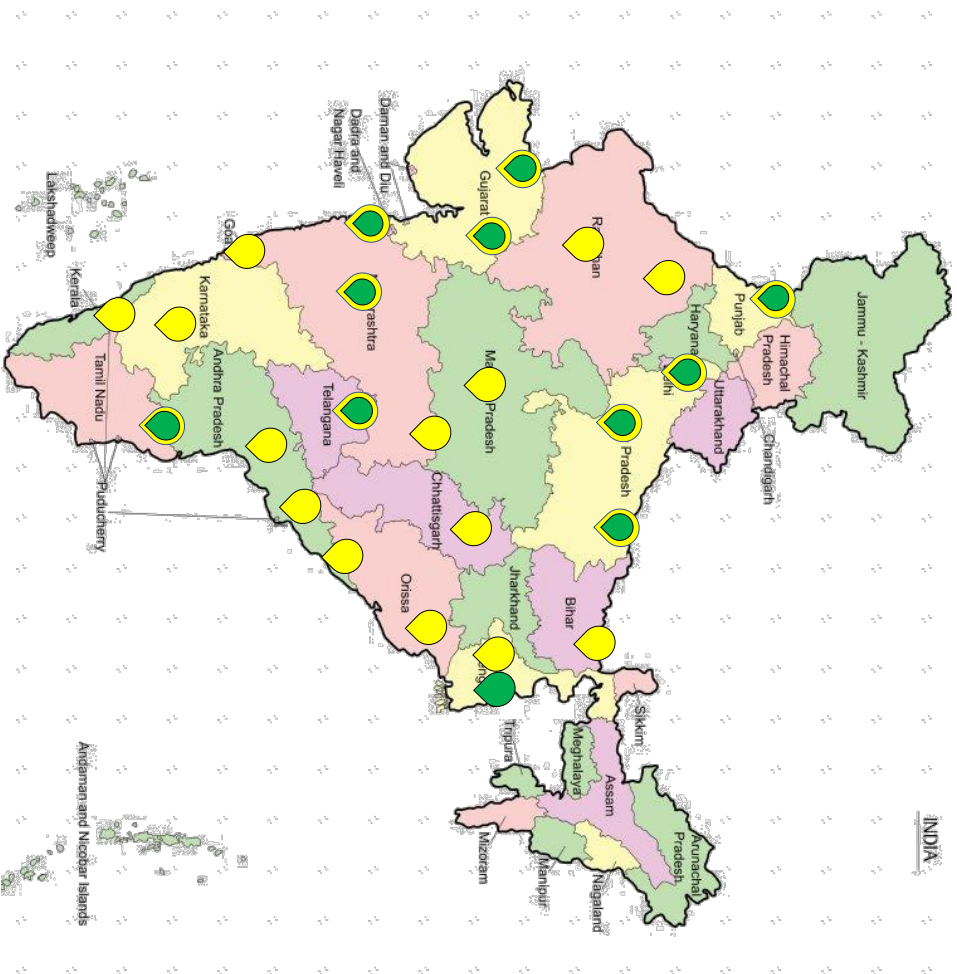 INDIA
Jammu - Kashmir
Himachal
Pradesh
Chandigarh
Punjab
Uttarakhand
Arunachal
Pradesh
Haryana
Sikkim
Pradesh
Assam
Nagaland
Meghalaya
Bihar
Manipur
Jharkhand
Tripura
Pradesh
Gujarat
Mizoram
Chhattisgarh
Orissa
Daman and Diu
Dadra and
Nagar Haveli
Telangana
Goa
Andhra Pradesh
Karnataka
Puducherry
Tamil Nadu
Andaman and Nicobar Islands
Kerala
Lakshadweep